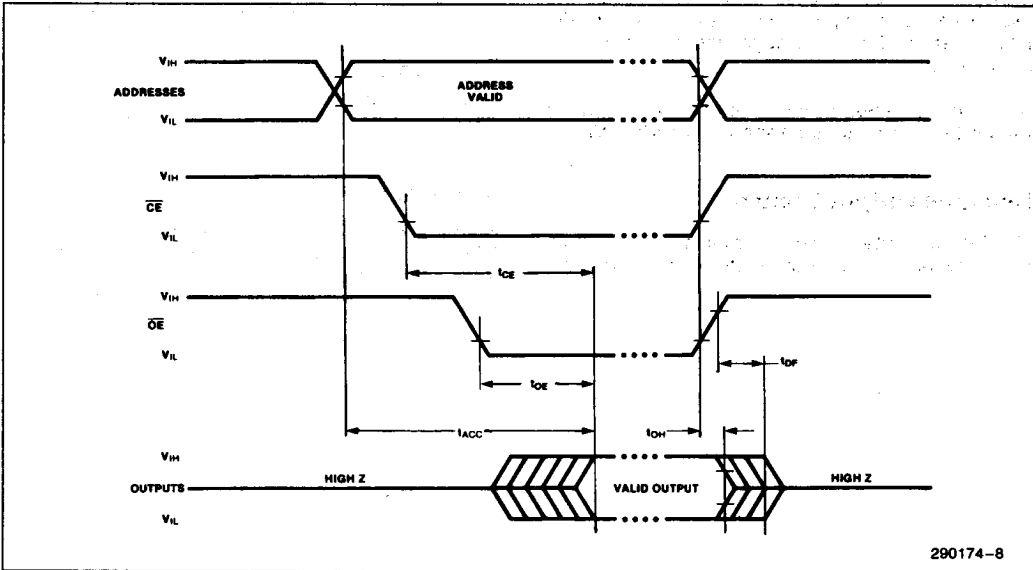 VIH
ADDRESSES
ADDRESS
VALID
VIL
VIH
CE
VIL
tCE
VIH
OE
VIL
tDF
tOE
tACC
tOH
VIH
OUTPUTS
HIGH Z
VALID OUTPUT
HIGH Z
VIL
290174-8